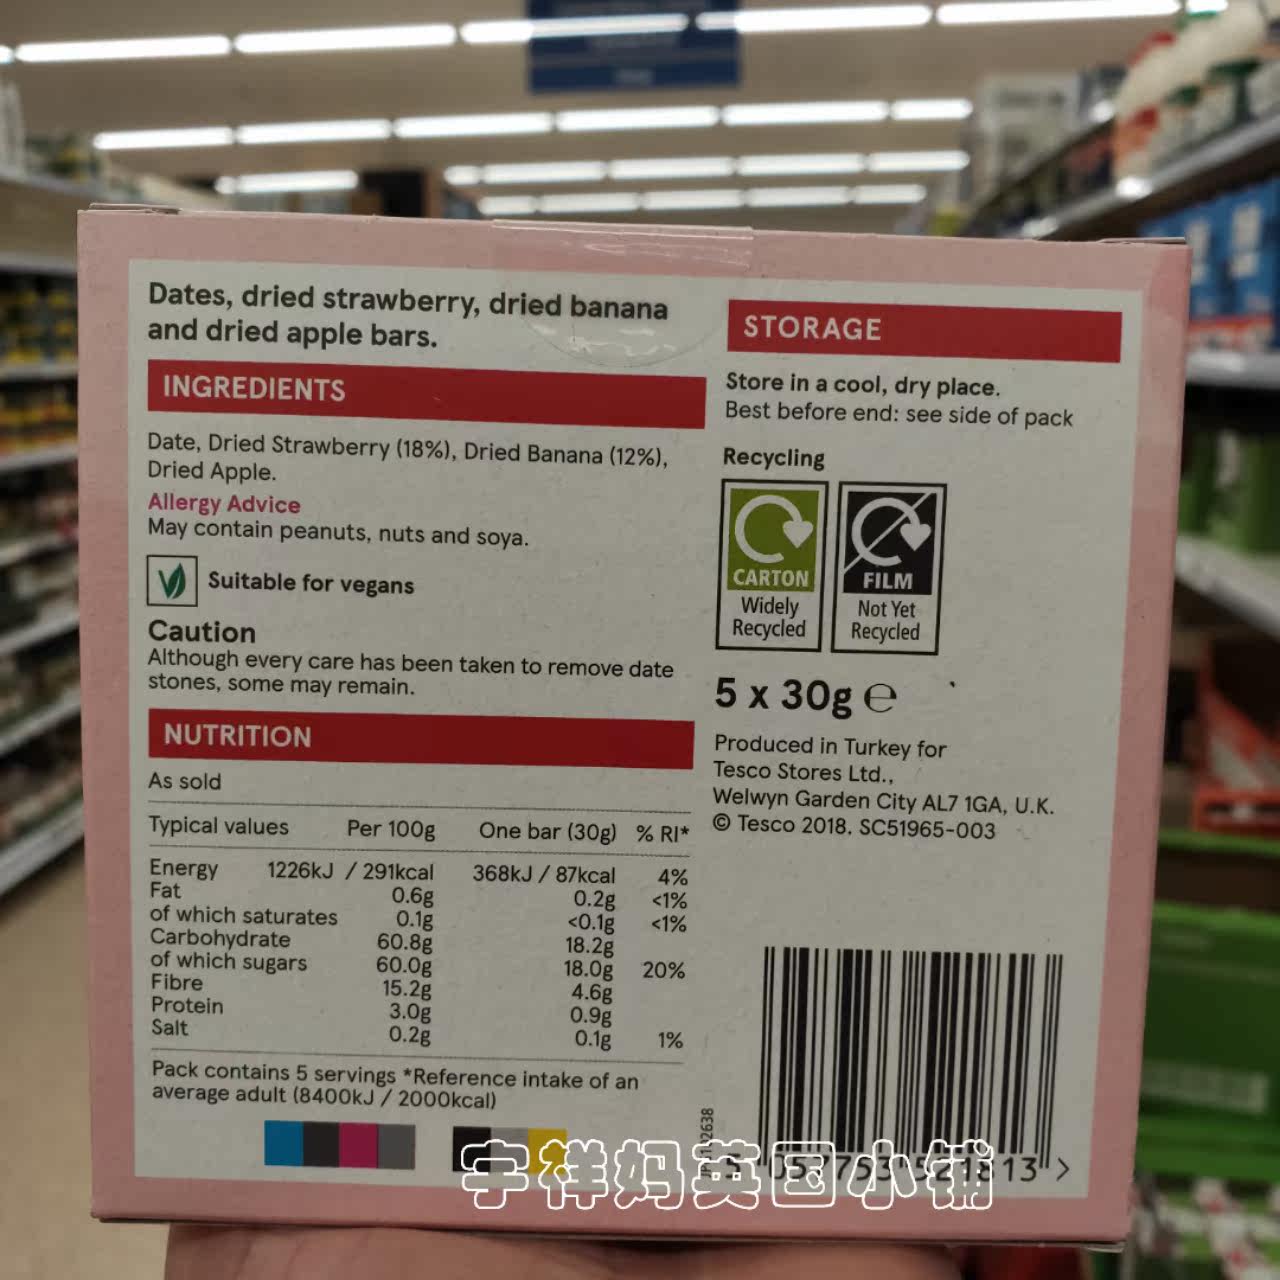 Dates, dried strawberry, dried banana
and dried apple bars.
INGREDIENTS
Date, Dried Strawberry (18%), Dried Banana (12%),
Dried Apple.
Allergy Advice
May contain peanuts, nuts and soya.
Suitable for vegans
Caution
Although every care has been taken to remove date
stones, some may remain.
NUTRITION
As sold
Typical values Per 100g One bar (30g) % RI*
Energy 1226kJ / 291kcal 368kJ / 87kcal 4%
Fat 0.6g 0.2g <1%
of which saturates 0.1g <0.1g <1%
Carbohydrate 60.8g 18.2g
of which sugars 60.0g 18.0g 20%
Fibre 15.2g 4.6g
Protein 3.0g 0.9g
Salt 0.2g 0.1g 1%
Pack contains 5 servings *Reference intake of an
average adult (8400kJ / 2000kcal)
STORAGE
Store in a cool, dry place.
Best before end: see side of pack
Recycling
CARTON
Widely
Recycled
FILM
Not Yet
Recycled
5 x 30g e
Produced in Turkey for
Tesco Stores Ltd.,
Welwyn Garden City AL7 1GA, U.K.
© Tesco 2018. SC51965-003
宇祥妈英国小铺